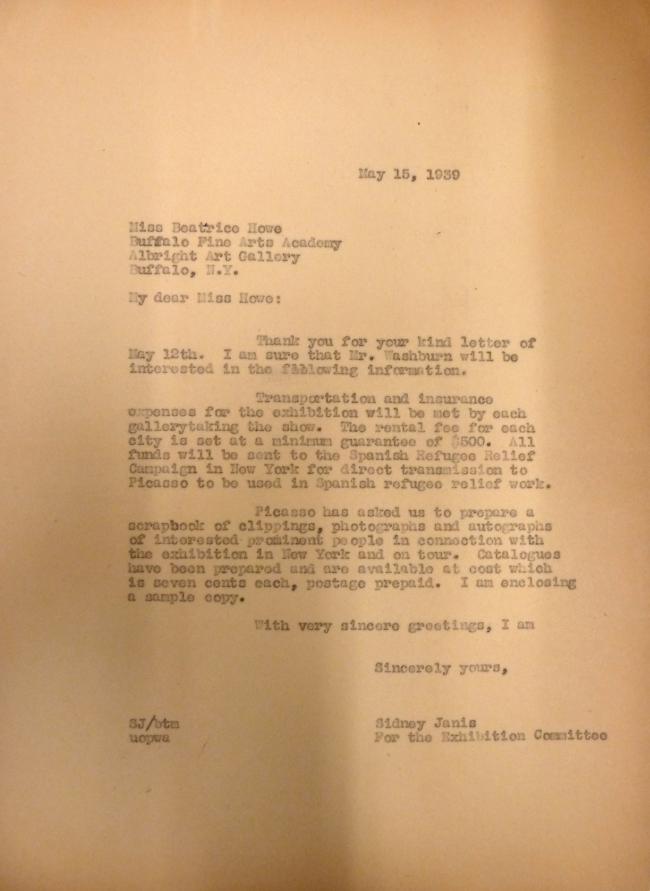 May 15, 1939
Miss Beatrice Howe
Buffalo Fine Arts Academy
Albright Art Gallery
Buffalo, N.Y.
My dear Miss Howe:
Thank you for your kind letter of
May 12th. I am sure that Mr. Washburn will be
interested in the fŁllowing information.
Transportation and insurance
expenses for the exhibition will be met by each
gallerytaking the show. The rental fee for each
city is set at a minimum guarantee of $500. All
funds will be sent to the Spanish Refugee Relief
Campaign in New York for direct transmission to
Picasso to be used in Spanish refugee relief work.
Picasso has asked us to prepare a
scrapbook of clippings, photographs and autographs
of interested prominent people in connection with
the exhibition in New York and on tour. Catalogues
have been prepared and are available at cost which
is seven cents each, postage prepaid. I am enclosing
a sample copy.
With very sincere greetings, I am
Sincerely yours,
SJ/btm
uopwa
Sidney Janis
For the Exhibition Committee